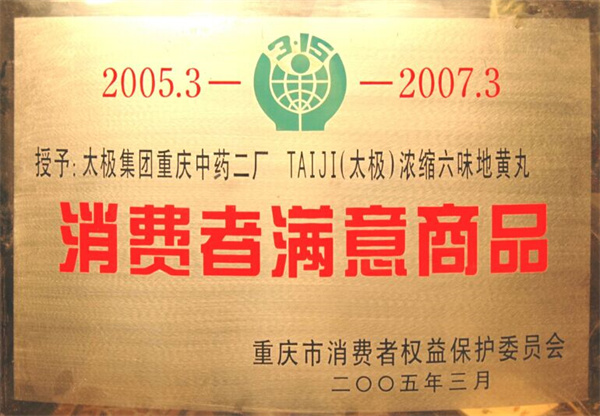 3·15
2005.3— —2007.3
授予:太极集团重庆中药二厂 TAIJI(太极)浓缩六味地黄丸
消费者满意商品
重庆市消费者权益保护委员会
二〇〇五年三月